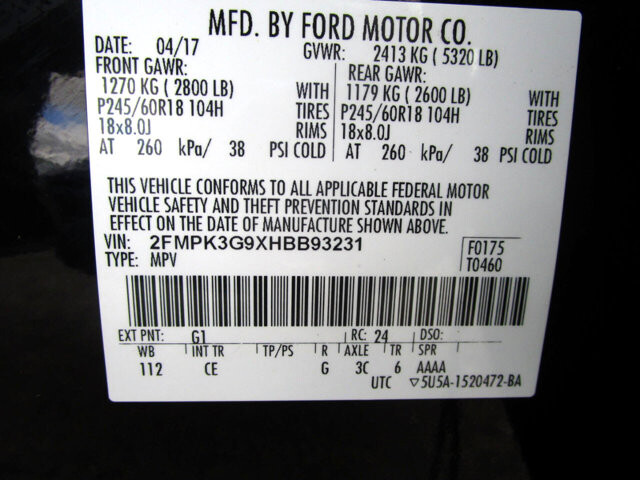 MFD. BY FORD MOTOR CO.
DATE: 04/17 GVWR: 2413 KG ( 5320 LB)
FRONT GAWR: REAR GAWR:
1270 KG ( 2800 LB) WITH 1179 KG ( 2600 LB) WITH
P245/60R18 104H TIRES P245/60R18 104H TIRES
18x8.0J RIMS 18x8.0J RIMS
AT 260 kPa/ 38 PSI COLD AT 260 kPa/ 38 PSI COLD
THIS VEHICLE CONFORMS TO ALL APPLICABLE FEDERAL MOTOR
VEHICLE SAFETY AND THEFT PREVENTION STANDARDS IN
EFFECT ON THE DATE OF MANUFACTURE SHOWN ABOVE.
VIN: 2FMPK3G9XHBB93231 F0175
TYPE: MPV T0460
EXT PNT: G1 RC: 24 DSO:
WB INT TR TP/PS R AXLE TR SPR
112 CE G 3C 6 AAAA
UTC ▽5U5A-1520472-BA